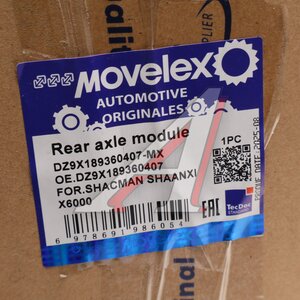 MOVELEX
AUTOMOTIVE
ORIGINALES
Rear axle module
DZ9X189360407-MX
1PC
OE.DZ9X189360407
FOR.SHACMAN SHAANXI
X6000
6 978691 986054
EAC
TecDoc